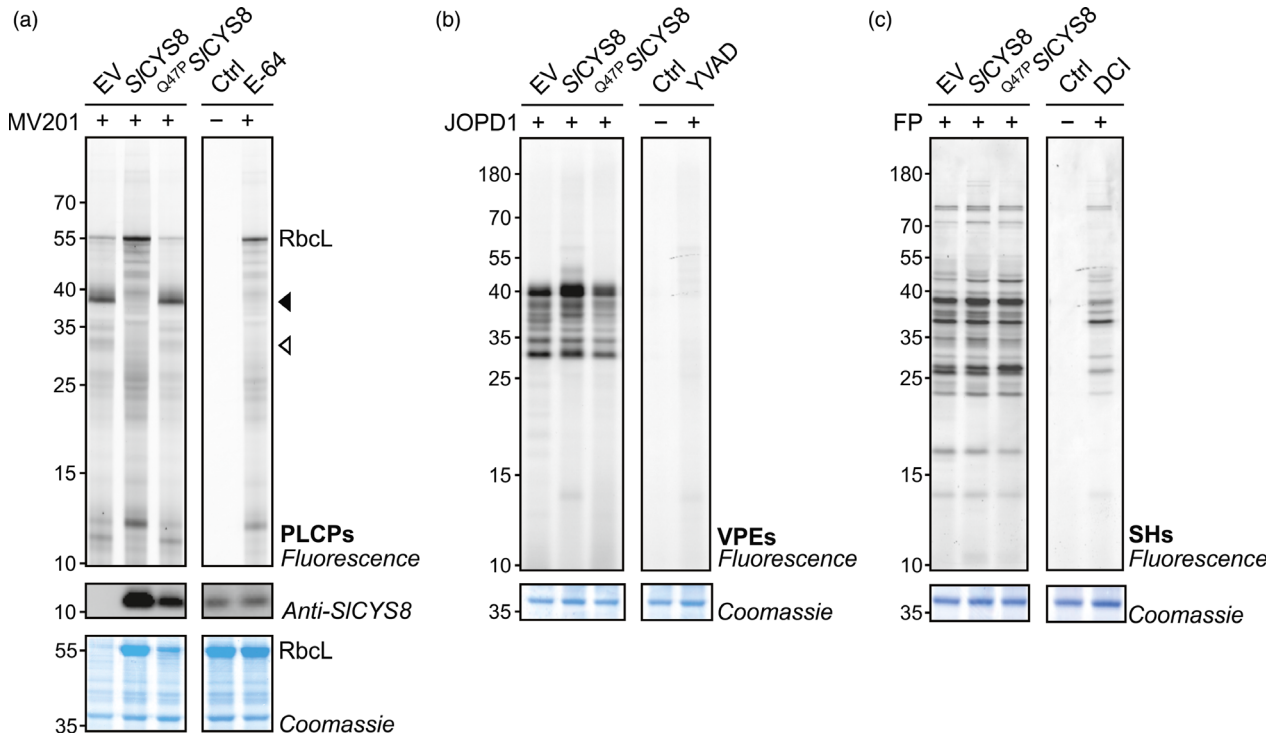 (a)
EV SlCYS8 Q47P SlCYS8 Ctrl E-64
MV201 + + + − +
70
55 RbcL
40
35
25
15
10
PLCPs
Fluorescence
10 Anti-SlCYS8
55 RbcL
35 Coomassie
(b)
EV SlCYS8 Q47P SlCYS8 Ctrl YVAD
JOPD1 + + + − +
180
70
55
40
35
25
15
10
VPEs
Fluorescence
35 Coomassie
(c)
EV SlCYS8 Q47P SlCYS8 Ctrl DCI
FP + + + − +
180
70
55
40
35
25
15
10
SHs
Fluorescence
35 Coomassie